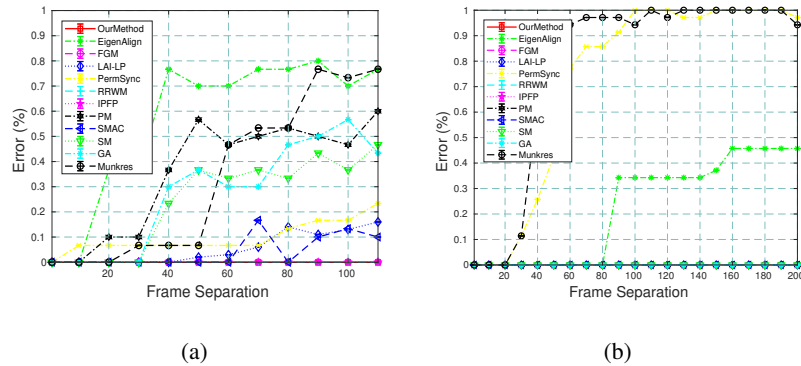 1
0.9
0.8
0.7
0.6
0.5
0.4
0.3
0.2
0.1
0
Error (%)
OurMethod
EigenAlign
FGM
LAI-LP
PermSync
RRWM
IPFP
PM
SMAC
SM
GA
Munkres
20 40 60 80 100
Frame Separation
(a)
1
0.9
0.8
0.7
0.6
0.5
0.4
0.3
0.2
0.1
0
Error (%)
OurMethod
EigenAlign
FGM
LAI-LP
PermSync
RRWM
IPFP
PM
SMAC
SM
GA
Munkres
20 40 60 80 100 120 140 160 180 200
Frame Separation
(b)